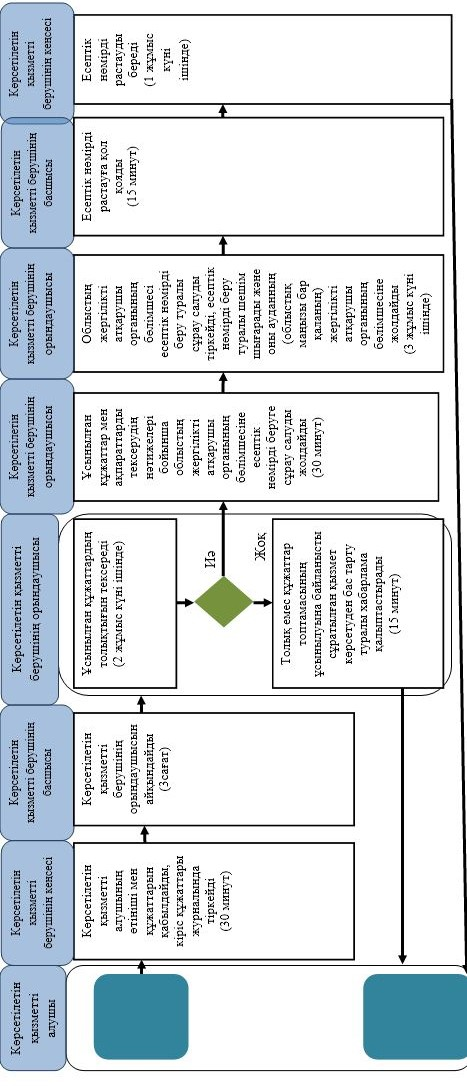 Көрсетілетін
қызметті
алушы
Көрсетілетін
қызметті
берушінің кеңсесі
Көрсетілетін
қызметті
алушының
өтініші мен
құжаттарын
қабылдайды,
кіріс құжаттары
журналында
тіркейді
(30 минут)
Көрсетілетін
қызметті берушінің
басшысы
Көрсетілетін
қызметті
берушінің
орындаушысын
айқындайды
(3сағат)
Көрсетілетін қызметті
берушінің орындаушысы
Ұсынылған құжаттардың
толықтығын тексереді
(2 жұмыс күні ішінде)
Иә
Жоқ
Толық емес құжаттар
топтамасының
ұсынылуына байланысты
сұратылған қызмет
көрсетуден бас тарту
туралы хабарлама
қалыптастырады
(15 минут)
Көрсетілетін
қызметті берушінің
орындаушысы
Ұсынылған
құжаттар мен
ақпараттарды
тексерудің
нәтижелері
бойынша
облыстың
жергілікті
атқарушы
органының
бөлімшесіне
есептік
нөмірді беруге
сұрау салуды
жолдайды
(30 минут)
Көрсетілетін
қызметті берушінің
орындаушысы
Облыстың
жергілікті
атқарушы
органының
бөлімшесі
есептік нөмірді
беру туралы
сұрау салуды
тіркейді, есептік
нөмірді беру
туралы шешім
шығарады және
оны ауданның
(облыстық
маңызы бар
қаланың)
жергілікті
атқарушы
органының
бөлімшесіне
жолдайды
(3 жұмыс күні
ішінде)
Көрсетілетін
қызметті берушінің
басшысы
Есептік нөмірді
растауға қол
қояды
(15 минут)
Көрсетілетін
қызметті
берушінің кеңсесі
Есептік
нөмірді
растауды
береді
(1 жұмыс
күні
ішінде)